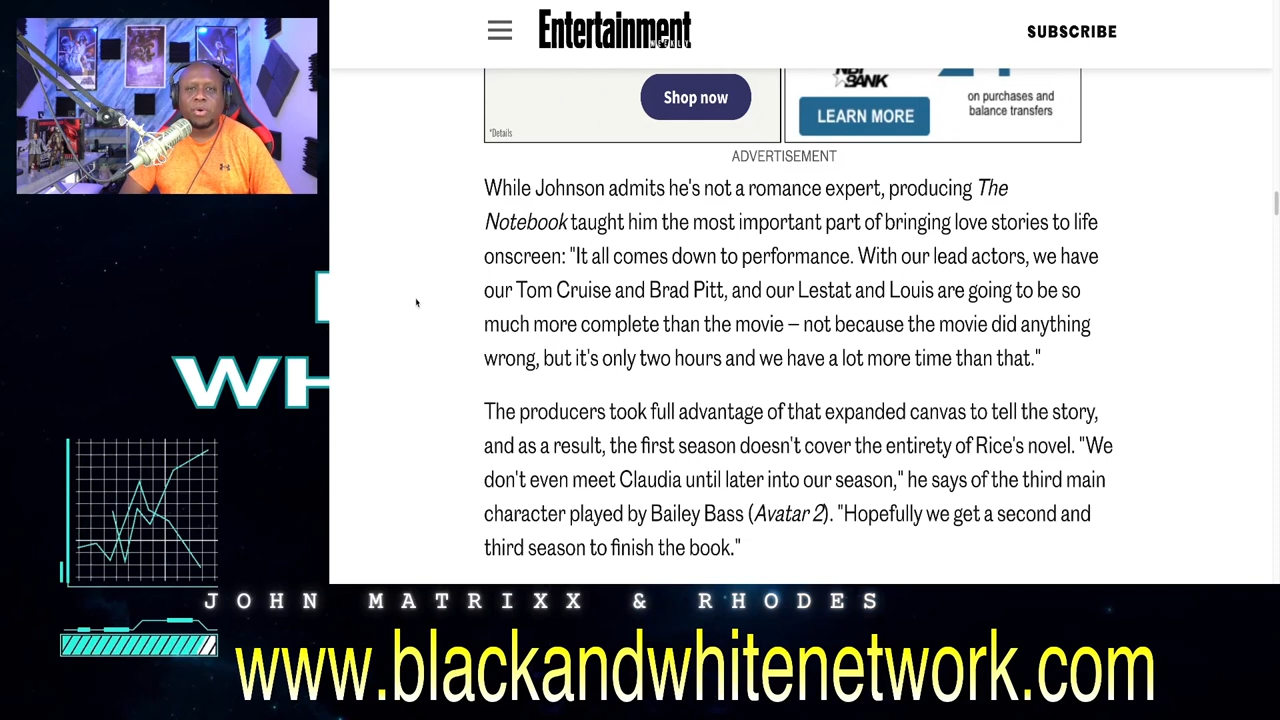 Entertainment
WEEKLY
SUBSCRIBE
Shop now
*Details
BANK
LEARN MORE
on purchases and
balance transfers
ADVERTISEMENT
While Johnson admits he's not a romance expert, producing The
Notebook taught him the most important part of bringing love stories to life
onscreen: "It all comes down to performance. With our lead actors, we have
our Tom Cruise and Brad Pitt, and our Lestat and Louis are going to be so
much more complete than the movie – not because the movie did anything
wrong, but it's only two hours and we have a lot more time than that."
The producers took full advantage of that expanded canvas to tell the story,
and as a result, the first season doesn't cover the entirety of Rice's novel. "We
don't even meet Claudia until later into our season," he says of the third main
character played by Bailey Bass (Avatar 2). "Hopefully we get a second and
third season to finish the book."
WH
JOHN MATRIXX & RHODES
www.blackandwhitenetwork.com